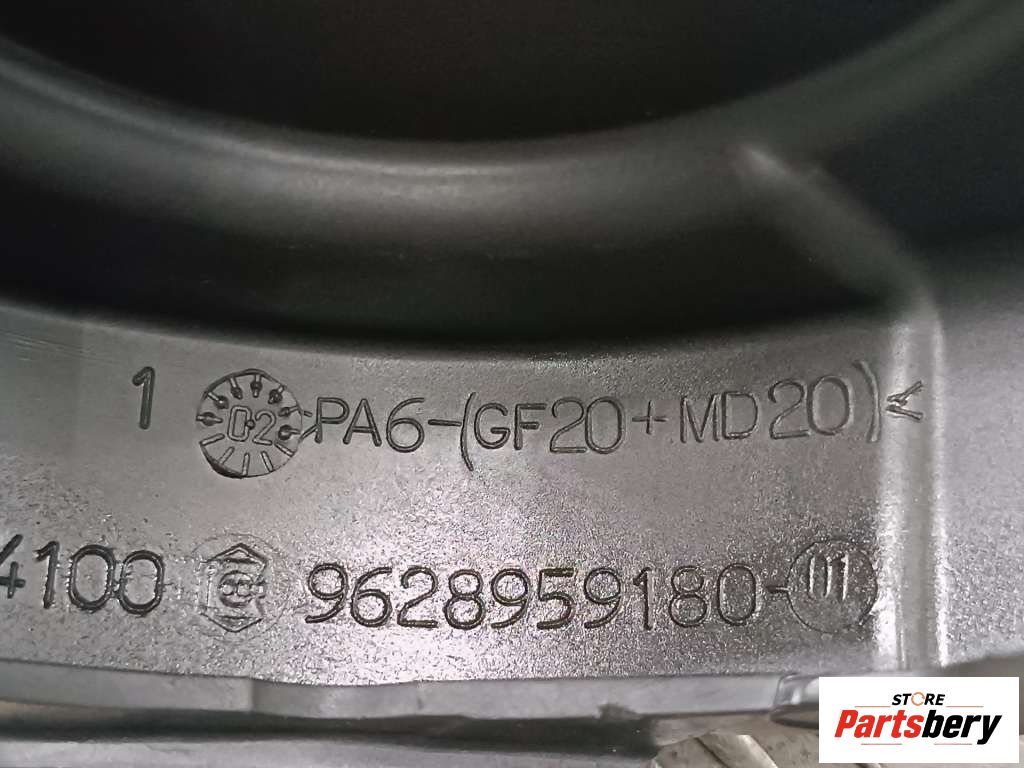 1 02 >PA6-(GF20+MD20)<
4100 9628959180-01
STORE
Partsbery